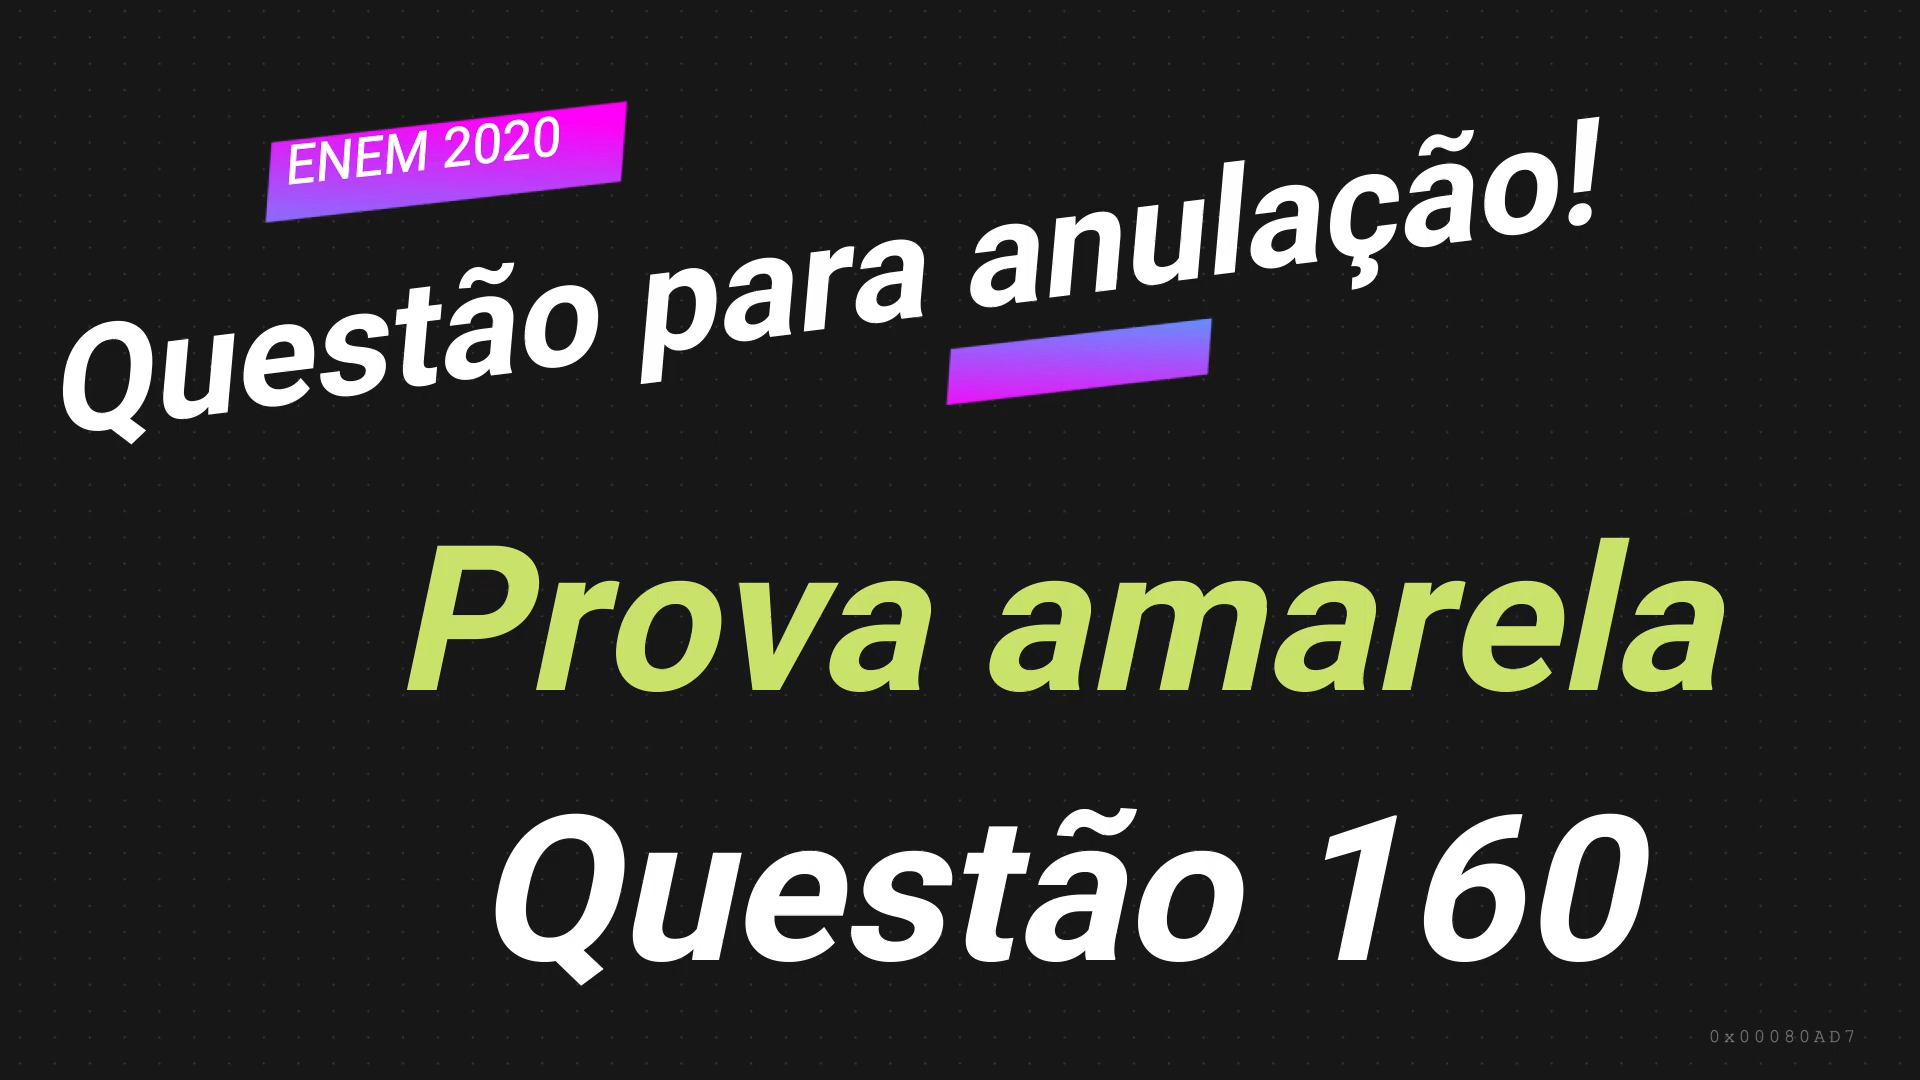 ENEM 2020
Questão para anulação!
Prova amarela
Questão 160
0x00080AD7